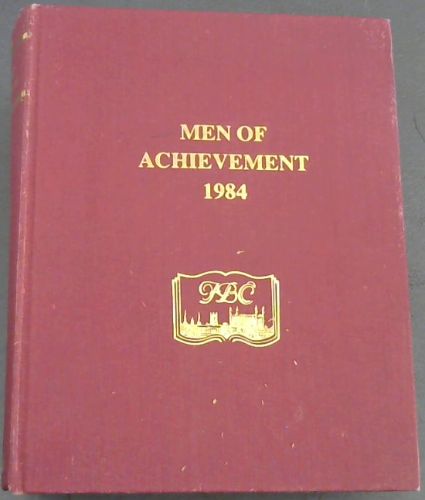 MEN OF
ACHIEVEMENT
1984
IBC